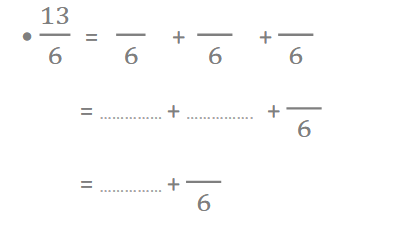 • 13/6 = __/6 + __/6 + __/6
= ............... + ................ + __/6
= ............... + __/6